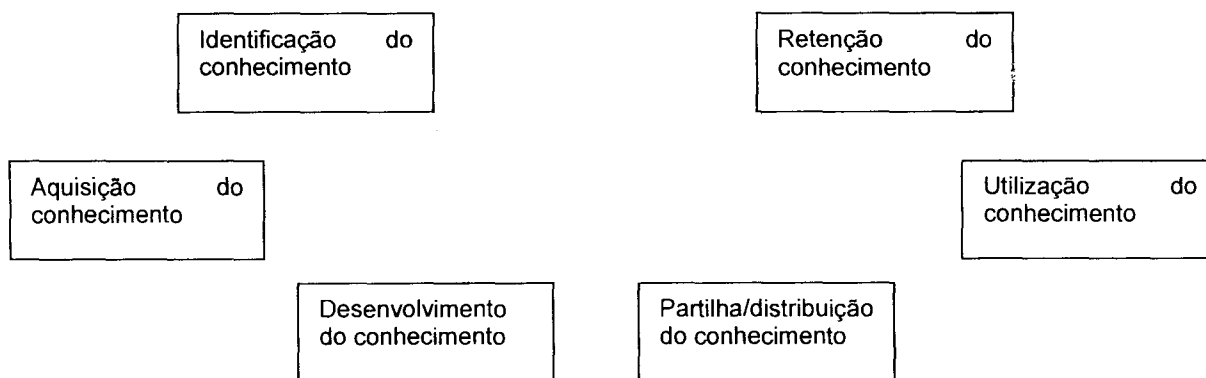 Identificação do
conhecimento
Retenção do
conhecimento
Aquisição do
conhecimento
Utilização do
conhecimento
Desenvolvimento
do conhecimento
Partilha/distribuição
do conhecimento